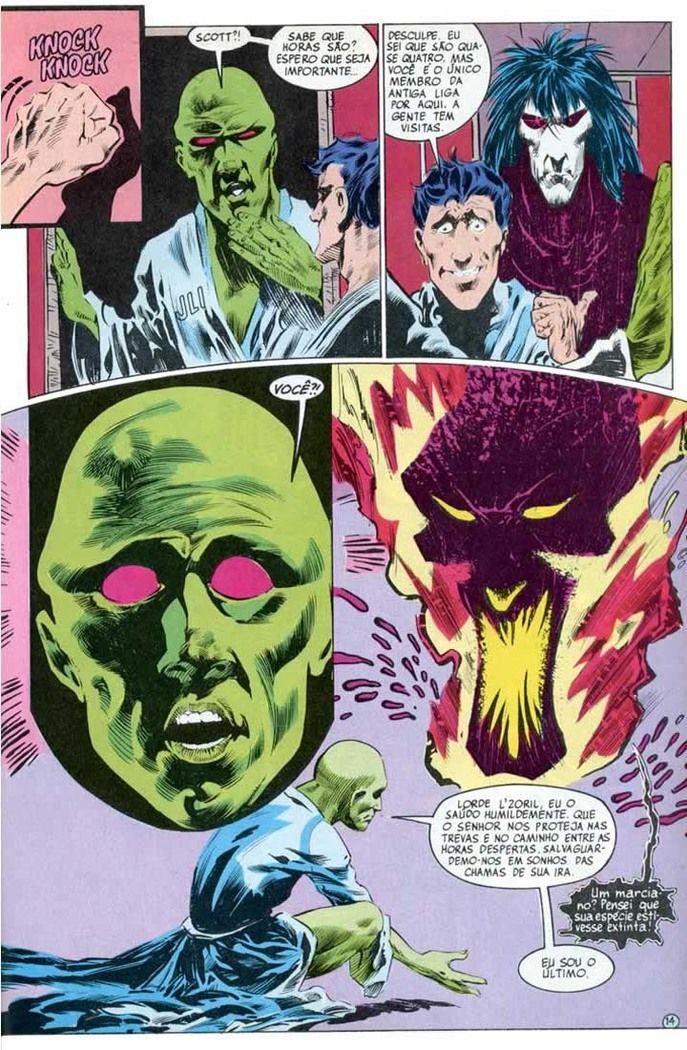 KNOCK
KNOCK
SCOTT?!
SABE QUE
HORAS SÃO?
ESPERO QUE SEJA
IMPORTANTE...
JLI
DESCULPE. EU
SEI QUE SÃO QUA-
SE QUATRO, MAS
VOCÊ É O ÚNICO
MEMBRO DA
ANTIGA LIGA
POR AQUI. A
GENTE TEM
VISITAS.
VOCÊ?!
LORDE L'ZORIL, EU O
SAÚDO HUMILDEMENTE. QUE
O SENHOR NOS PROTEJA NAS
TREVAS E NO CAMINHO ENTRE AS
HORAS DESPERTAS. SALVAGUAR-
DEMO-NOS EM SONHOS DAS
CHAMAS DE SUA IRA.
Um marcia-
no? Pensei que
sua espécie esti-
vesse extinta!
EU SOU O
ÚLTIMO.
14